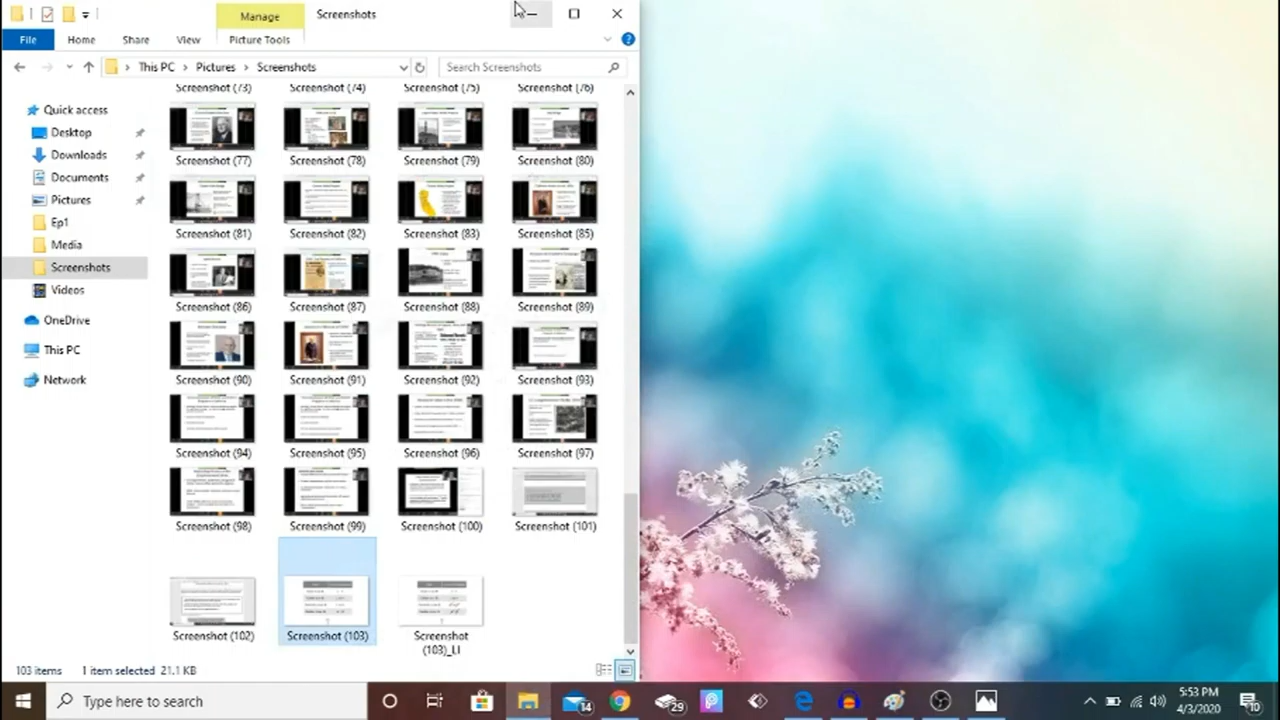 Manage
Screenshots
File
Home
Share
View
Picture Tools
This PC
Pictures
Screenshots
Search Screenshots
Quick access
Desktop
Downloads
Documents
Pictures
Ep1
Media
Screenshots
Videos
OneDrive
This PC
Network
Screenshot (73) Screenshot (74) Screenshot (75) Screenshot (76)
Screenshot (77) Screenshot (78) Screenshot (79) Screenshot (80)
Screenshot (81) Screenshot (82) Screenshot (83) Screenshot (85)
Screenshot (86) Screenshot (87) Screenshot (88) Screenshot (89)
Screenshot (90) Screenshot (91) Screenshot (92) Screenshot (93)
Screenshot (94) Screenshot (95) Screenshot (96) Screenshot (97)
Screenshot (98) Screenshot (99) Screenshot (100) Screenshot (101)
Screenshot (102) Screenshot (103) Screenshot
(103)_LI
103 items 1 item selected 21.1 KB
Type here to search
14
29
5:53 PM
4/3/2020
10